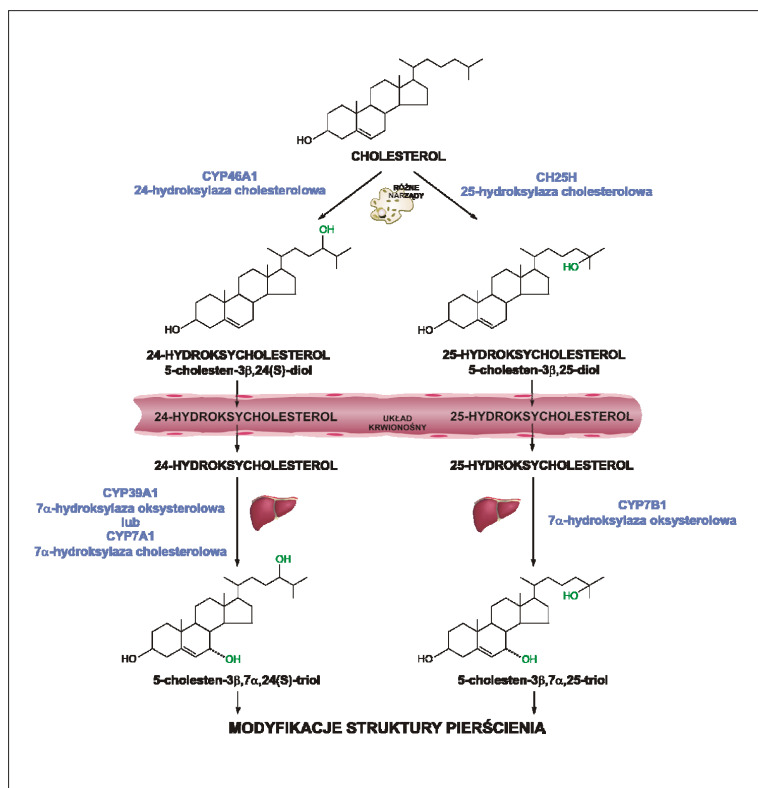 HO
CHOLESTEROL
CYP46A1
24-hydroksylaza cholesterolowa
RÓŻNE
NARZĄDY
CH25H
25-hydroksylaza cholesterolowa
OH
HO
HO
HO
24-HYDROKSYCHOLESTEROL
5-cholesten-3β,24(S)-diol
25-HYDROKSYCHOLESTEROL
5-cholesten-3β,25-diol
24-HYDROKSYCHOLESTEROL
UKŁAD
KRWIONOŚNY
25-HYDROKSYCHOLESTEROL
24-HYDROKSYCHOLESTEROL
25-HYDROKSYCHOLESTEROL
CYP39A1
7α-hydroksylaza oksysterolowa
lub
CYP7A1
7α-hydroksylaza cholesterolowa
CYP7B1
7α-hydroksylaza oksysterolowa
OH
HO
HO
OH
HO
OH
5-cholesten-3β,7α,24(S)-triol
5-cholesten-3β,7α,25-triol
MODYFIKACJE STRUKTURY PIERŚCIENIA